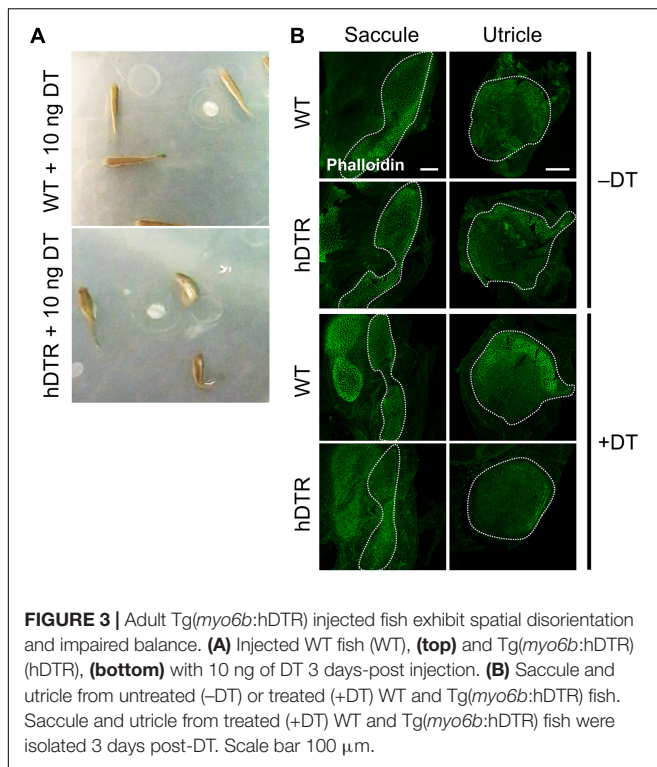 A
B
Saccule
Utricle
WT + 10 ng DT
hDTR + 10 ng DT
WT
Phalloidin
hDTR
–DT
WT
hDTR
+DT
FIGURE 3 | Adult Tg(myo6b:hDTR) injected fish exhibit spatial disorientation
and impaired balance. (A) Injected WT fish (WT), (top) and Tg(myo6b:hDTR)
(hDTR), (bottom) with 10 ng of DT 3 days-post injection. (B) Saccule and
utricle from untreated (–DT) or treated (+DT) WT and Tg(myo6b:hDTR) fish.
Saccule and utricle from treated (+DT) WT and Tg(myo6b:hDTR) fish were
isolated 3 days post-DT. Scale bar 100 μm.